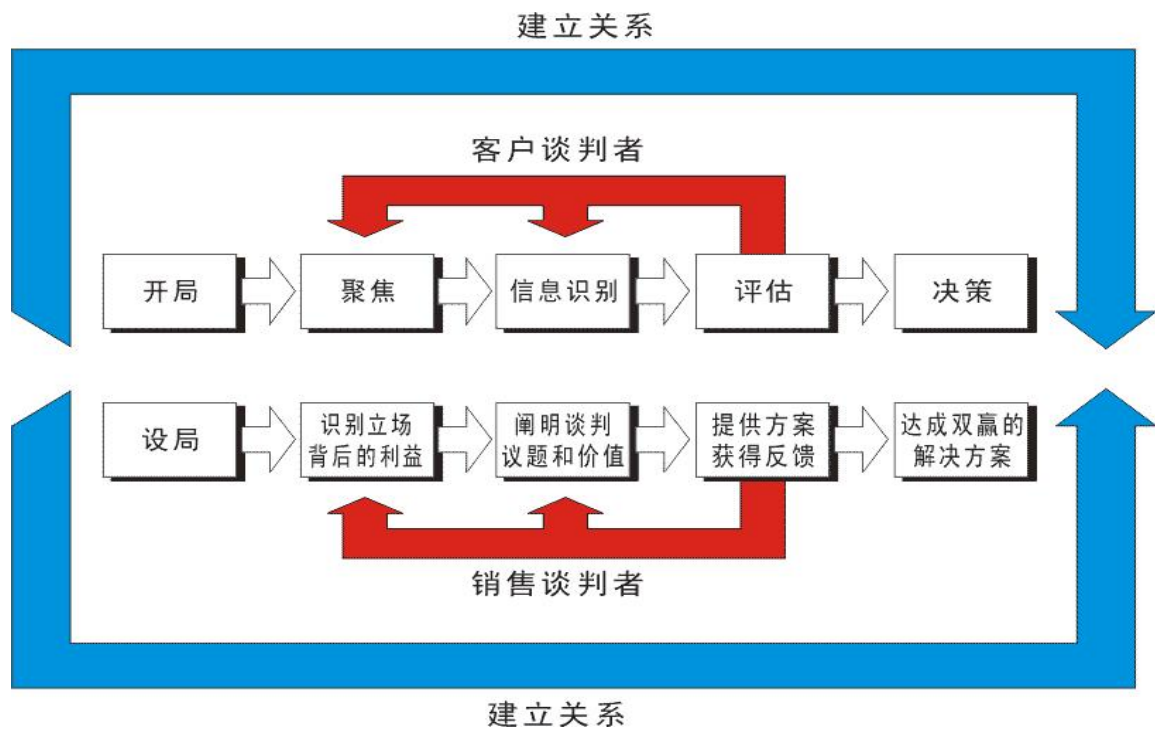 建立关系
客户谈判者
开局
聚焦
信息识别
评估
决策
设局
识别立场
背后的利益
阐明谈判
议题和价值
提供方案
获得反馈
达成双赢的
解决方案
销售谈判者
建立关系